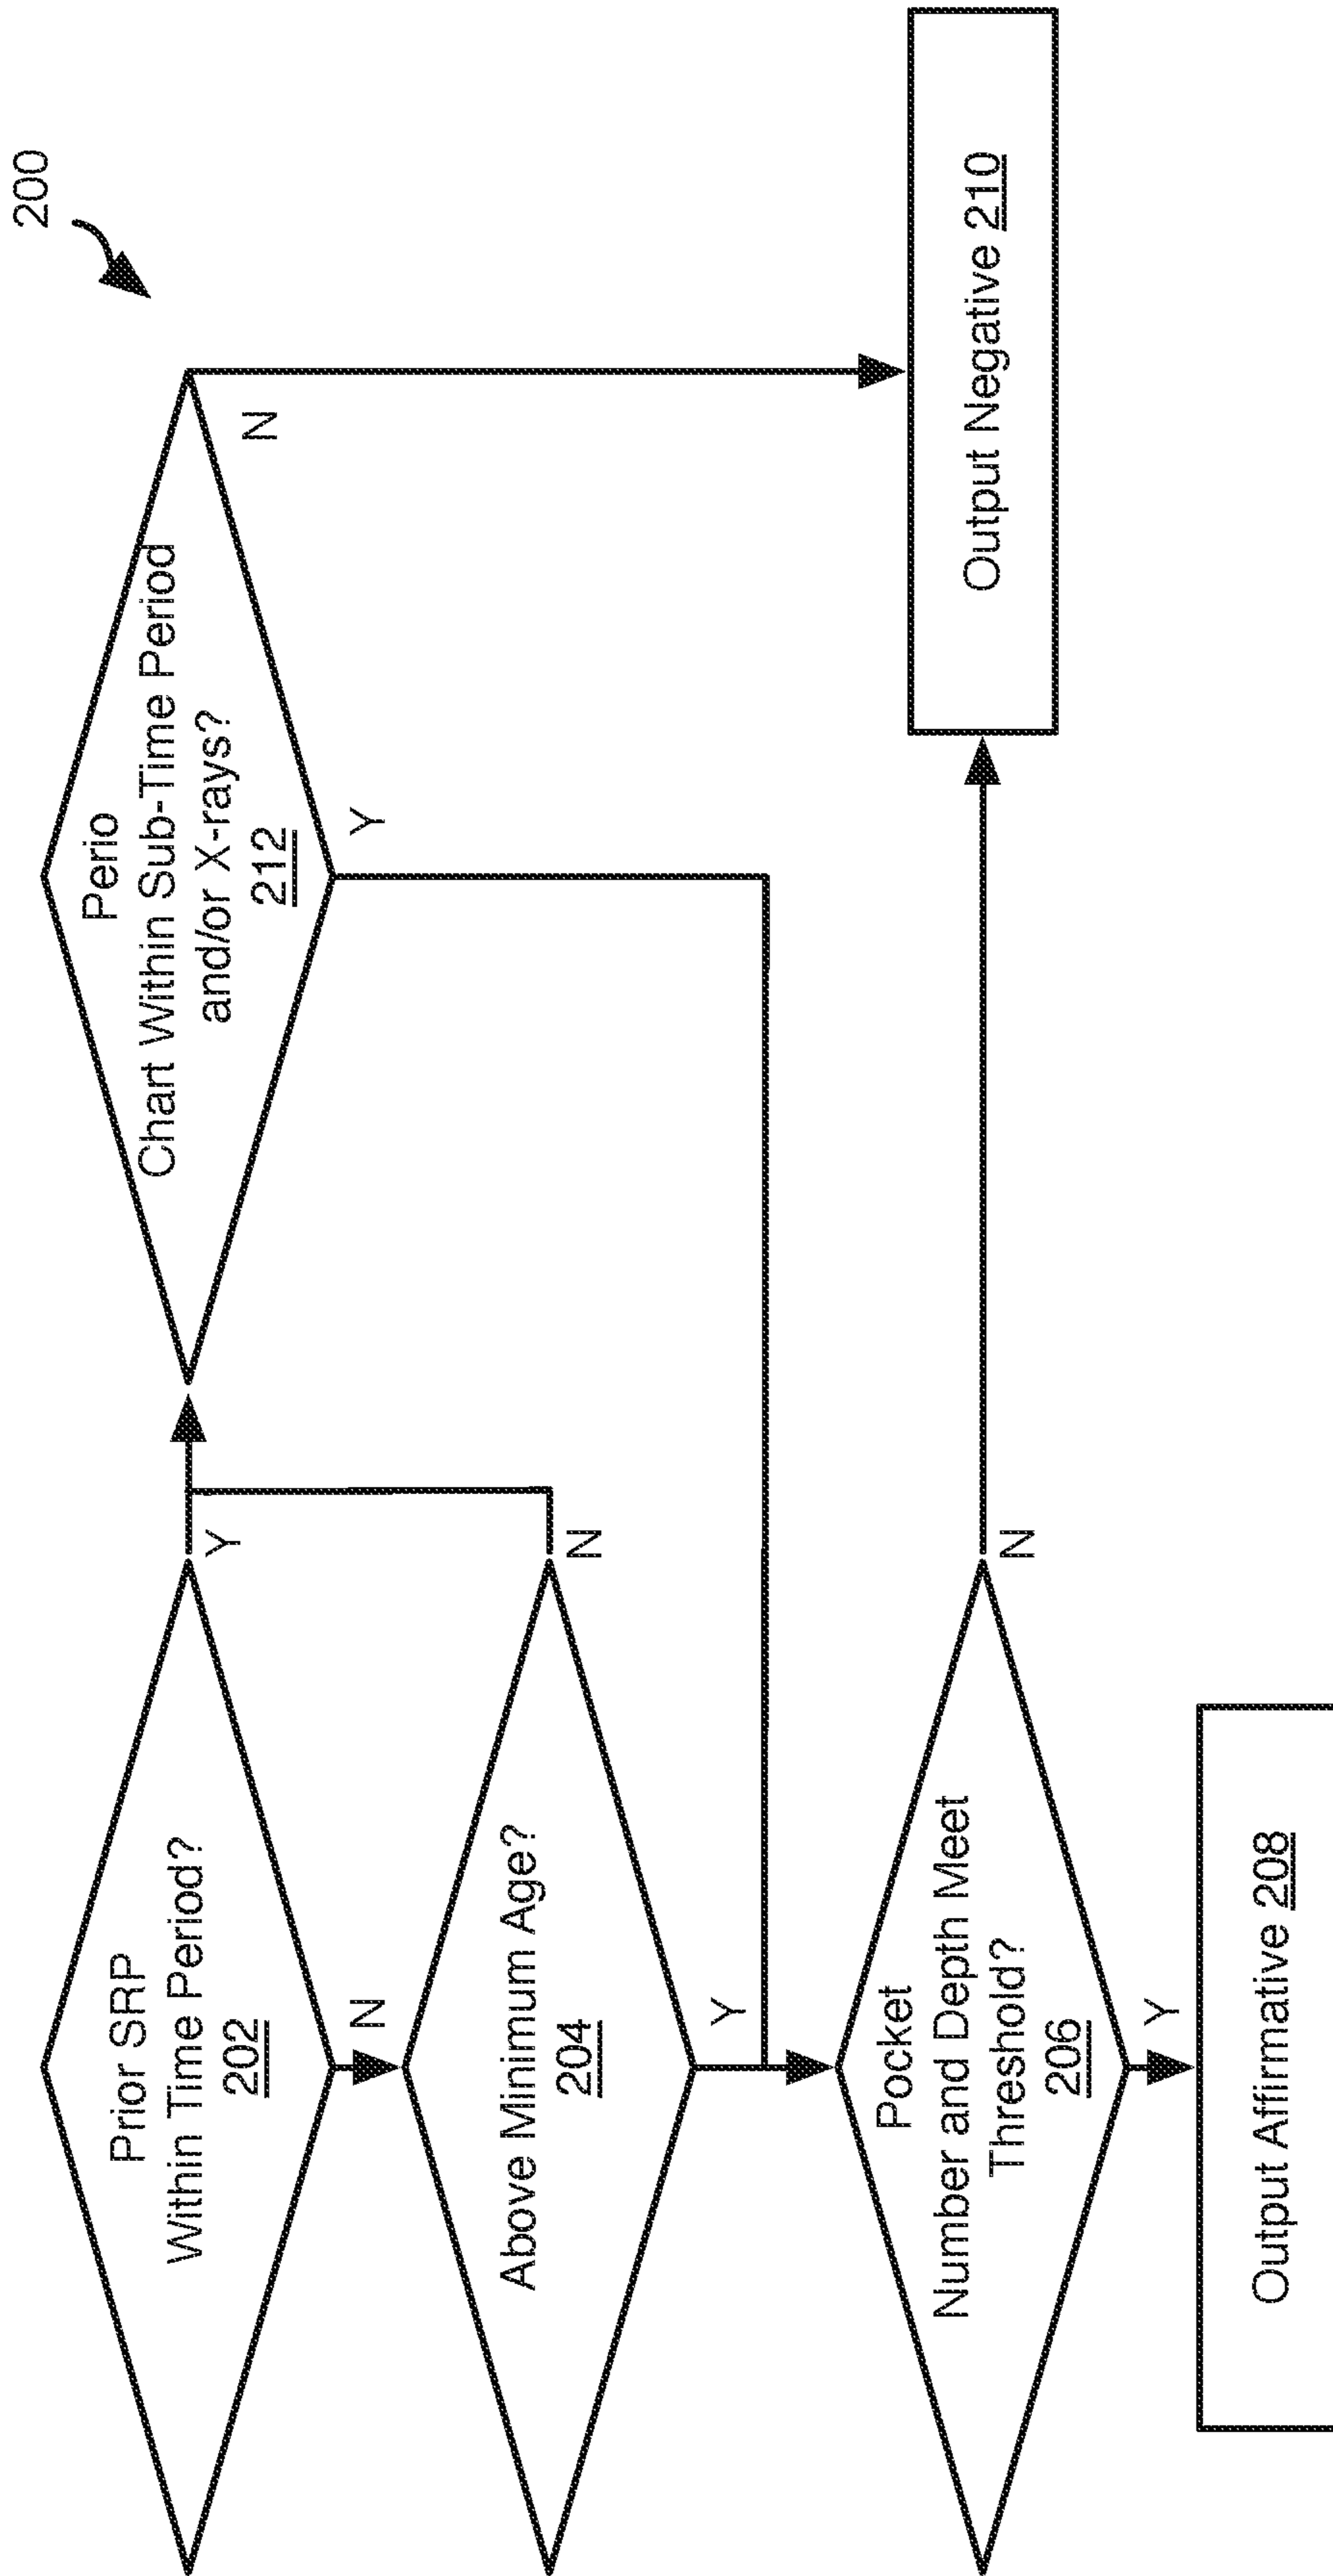 200
Prior SRP
Within Time Period?
202
Y
N
Perio
Chart Within Sub-Time Period
and/or X-rays?
212
N
Y
Above Minimum Age?
204
N
Y
Pocket
Number and Depth Meet
Threshold?
206
N
Y
Output Negative 210
Output Affirmative 208